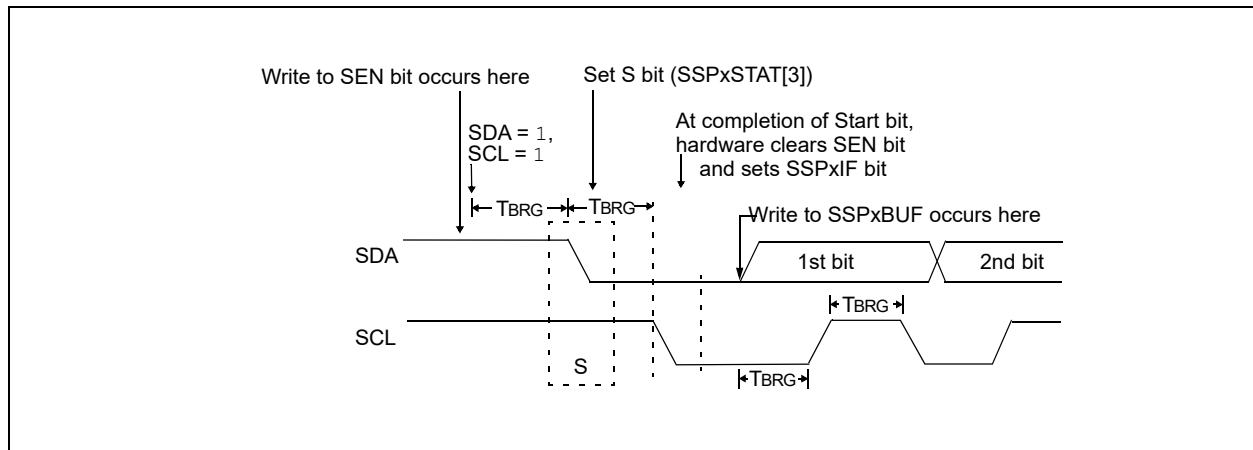 Write to SEN bit occurs here
Set S bit (SSPxSTAT[3])
SDA = 1,
SCL = 1
At completion of Start bit,
hardware clears SEN bit
and sets SSPxIF bit
TBRG
TBRG
Write to SSPxBUF occurs here
SDA
1st bit
2nd bit
TBRG
SCL
S
TBRG